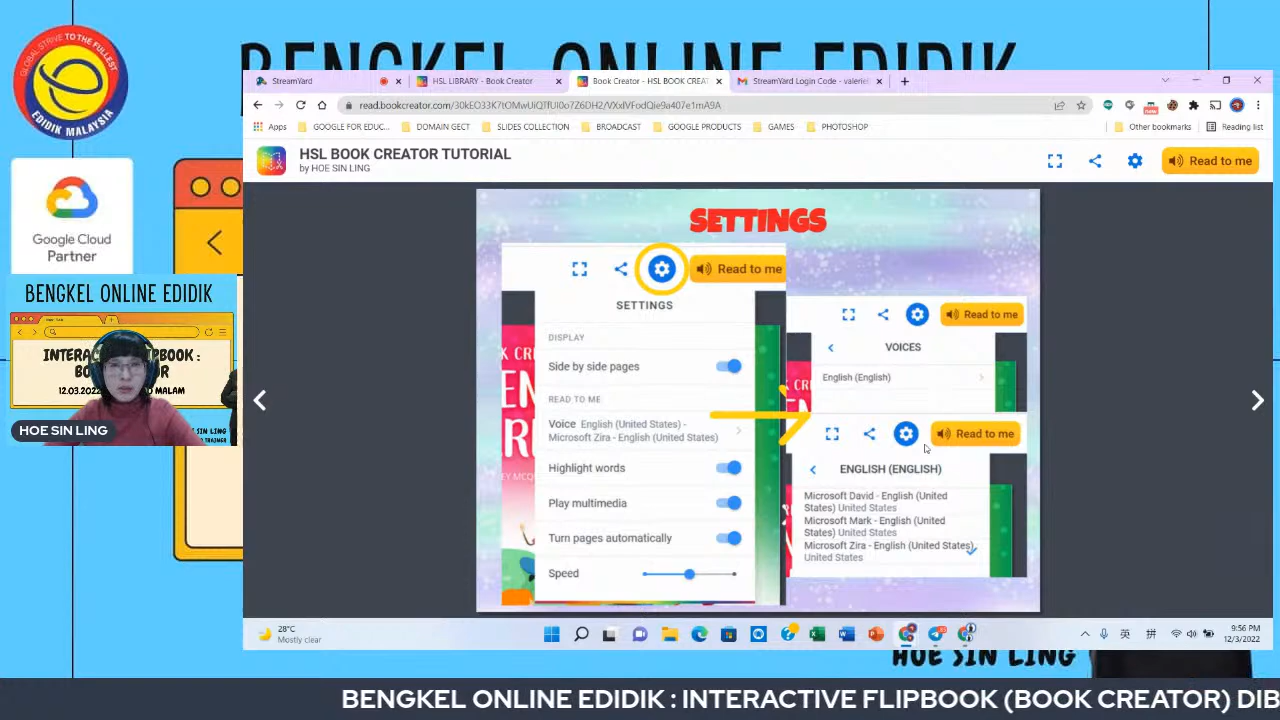 BENGKEL ONLINE EDIDIK
GLOBAL STRIVE TO THE FULLEST
EDIDIK MALAYSIA
Google Cloud
Partner
BENGKEL ONLINE EDIDIK
12.03.2022
HOE SIN LING
StreamYard
HSL LIBRARY - Book Creator
Book Creator - HSL BOOK CREAT
StreamYard Login Code - valerie
Apps
GOOGLE FOR EDUC...
DOMAIN GECT
SLIDES COLLECTION
BROADCAST
GOOGLE PRODUCTS
GAMES
PHOTOSHOP
Other bookmarks
Reading list
HSL BOOK CREATOR TUTORIAL
by HOE SIN LING
Read to me
SETTINGS
Read to me
SETTINGS
DISPLAY
Side by side pages
READ TO ME
Voice English (United States) -
Microsoft Zira - English (United States)
Highlight words
Play multimedia
Turn pages automatically
Speed
Read to me
VOICES
English (English)
Read to me
ENGLISH (ENGLISH)
Microsoft David - English (United
States) United States
Microsoft Mark - English (United
States) United States
Microsoft Zira - English (United States)
United States
28°C
Mostly clear
英
拼
9:56 PM
12/3/2022
HOE SIN LING
BENGKEL ONLINE EDIDIK : INTERACTIVE FLIPBOOK (BOOK CREATOR) DIB